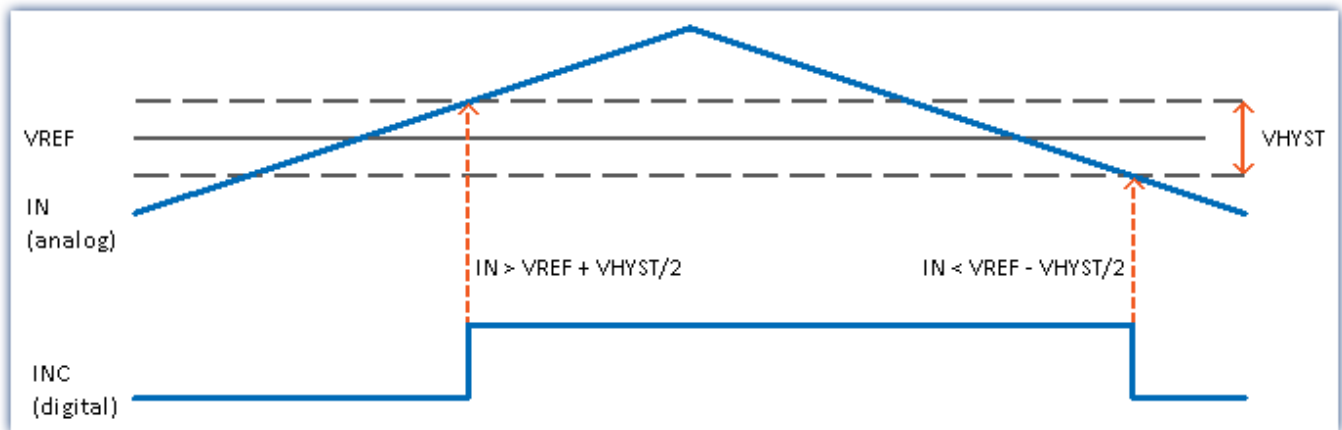 VREF
VHYST
IN
(analog)
IN > VREF + VHYST/2
IN < VREF - VHYST/2
INC
(digital)